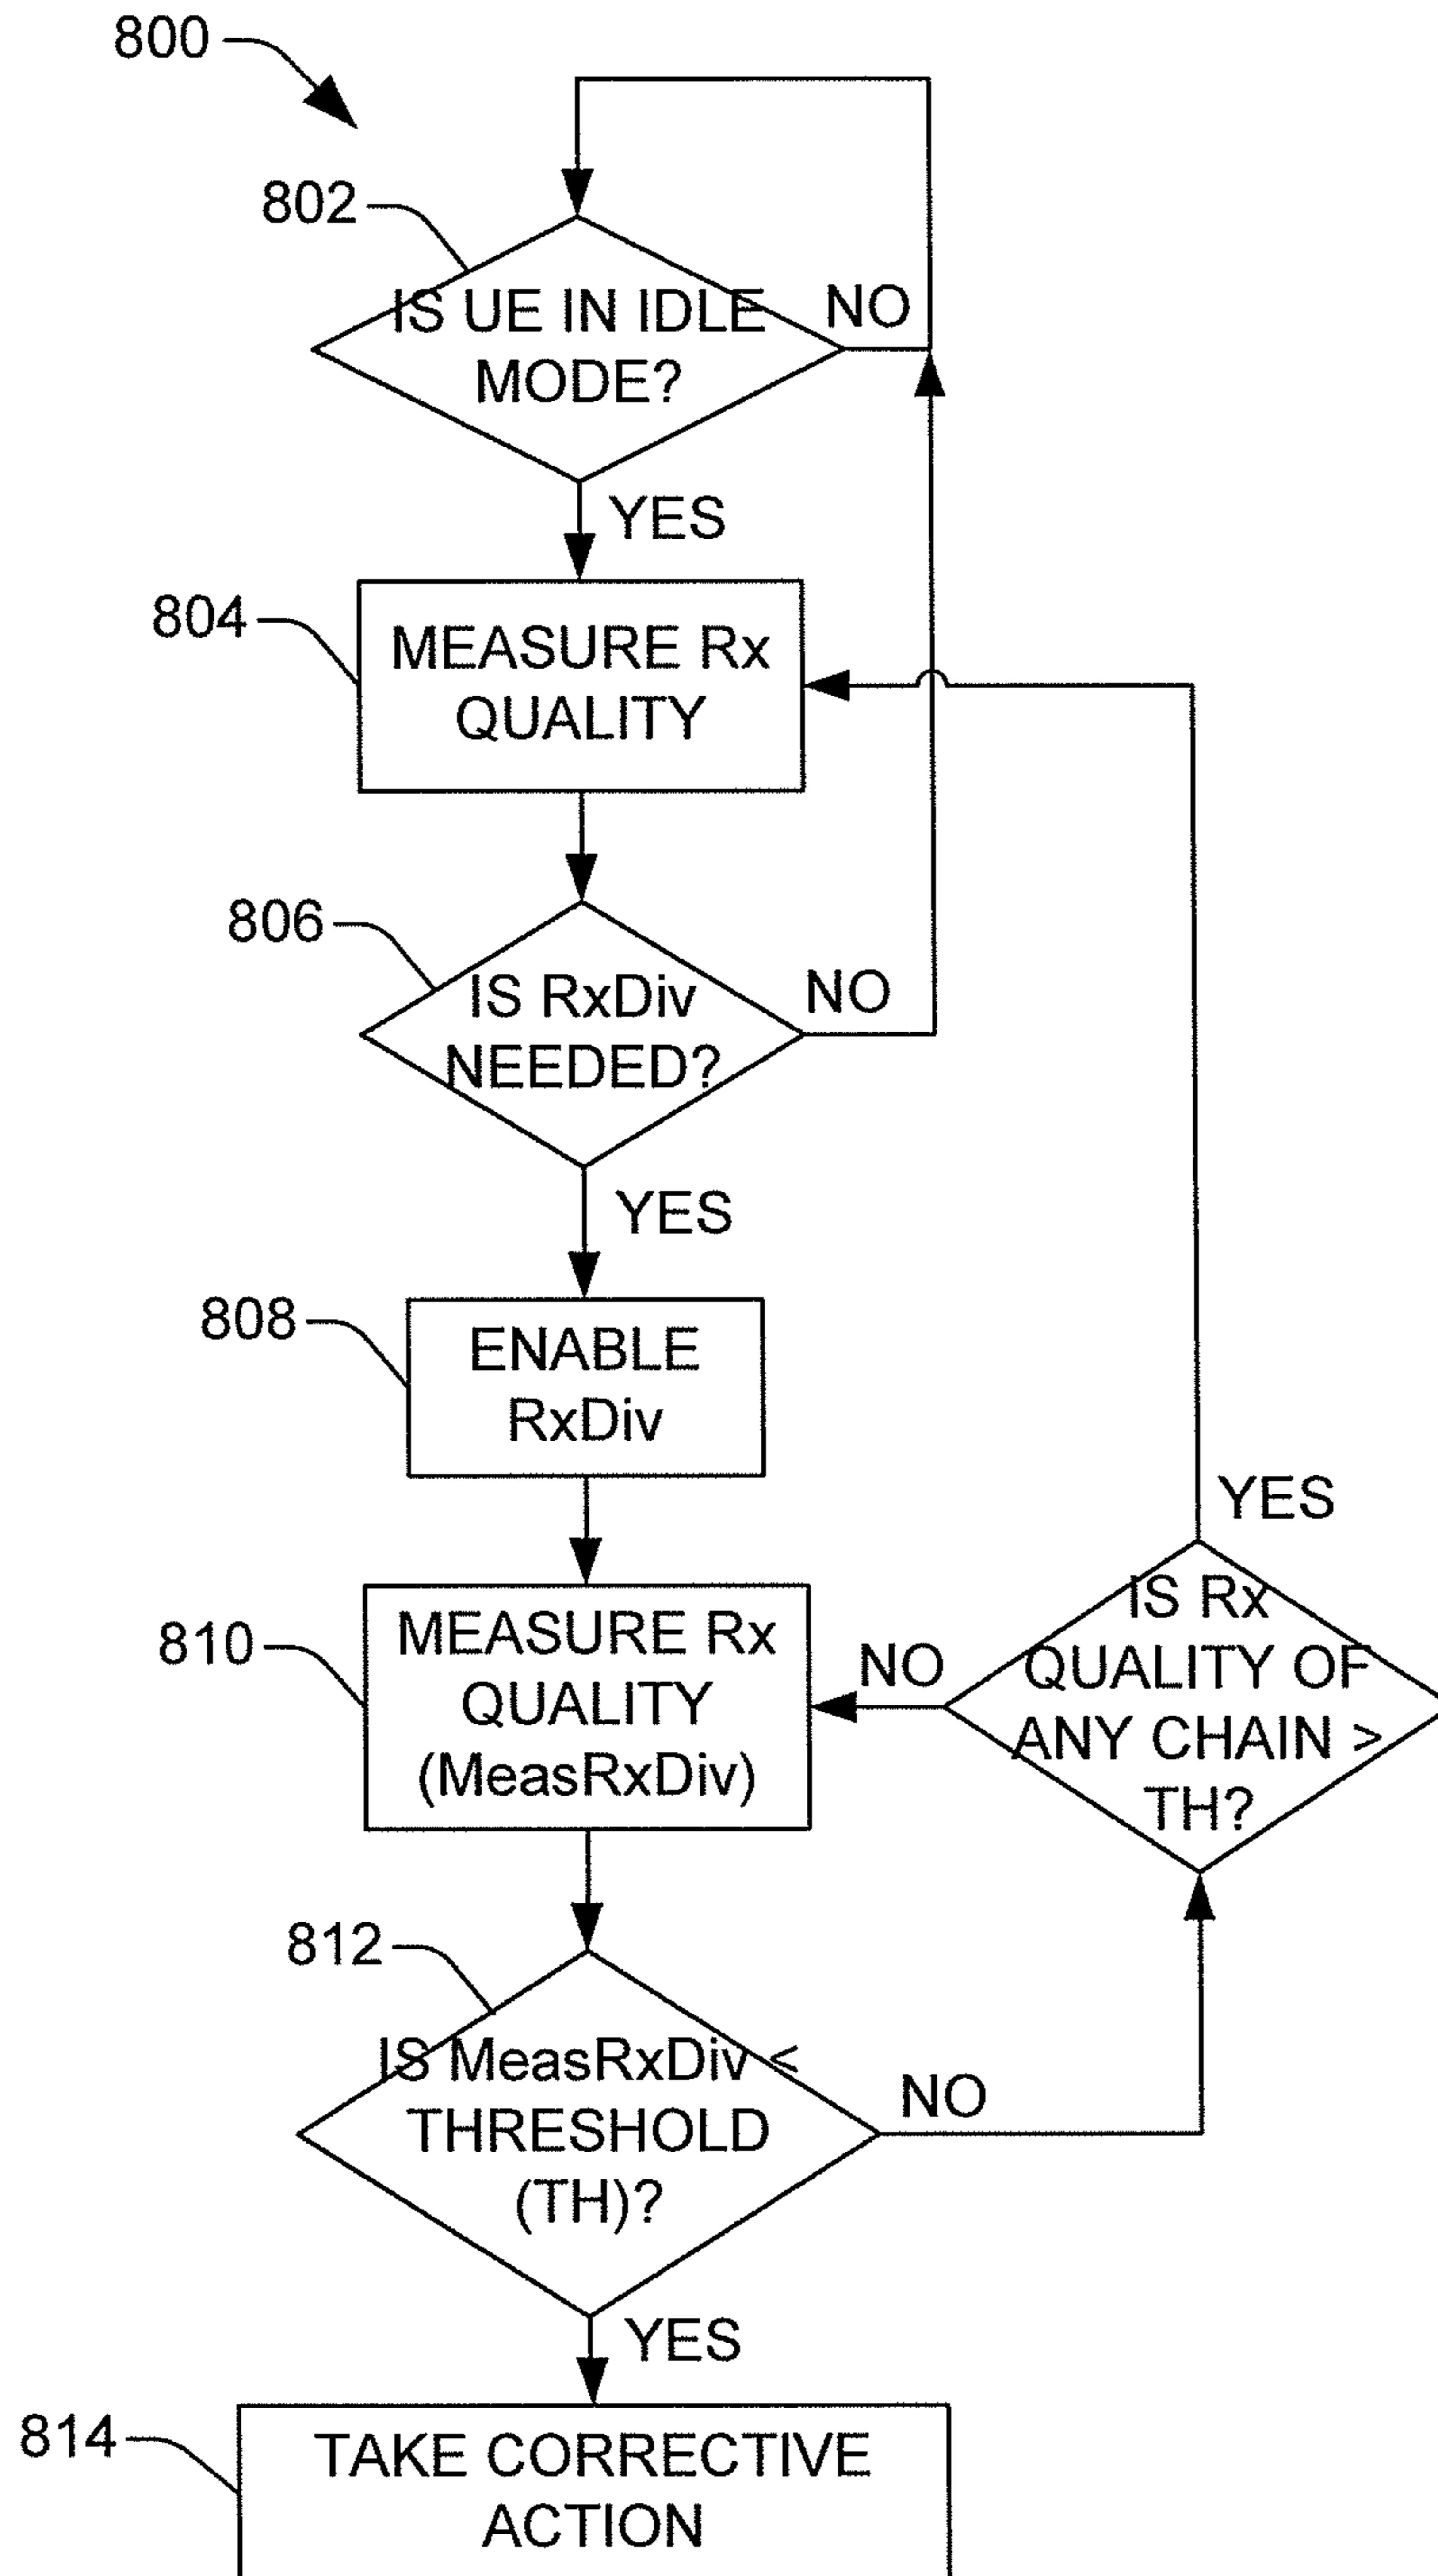 800
802
IS UE IN IDLE
MODE?
NO
YES
804
MEASURE Rx
QUALITY
806
IS RxDiv
NEEDED?
NO
YES
808
ENABLE
RxDiv
YES
810
MEASURE Rx
QUALITY
(MeasRxDiv)
NO
IS Rx
QUALITY OF
ANY CHAIN >
TH?
812
IS MeasRxDiv <
THRESHOLD
(TH)?
NO
YES
814
TAKE CORRECTIVE
ACTION